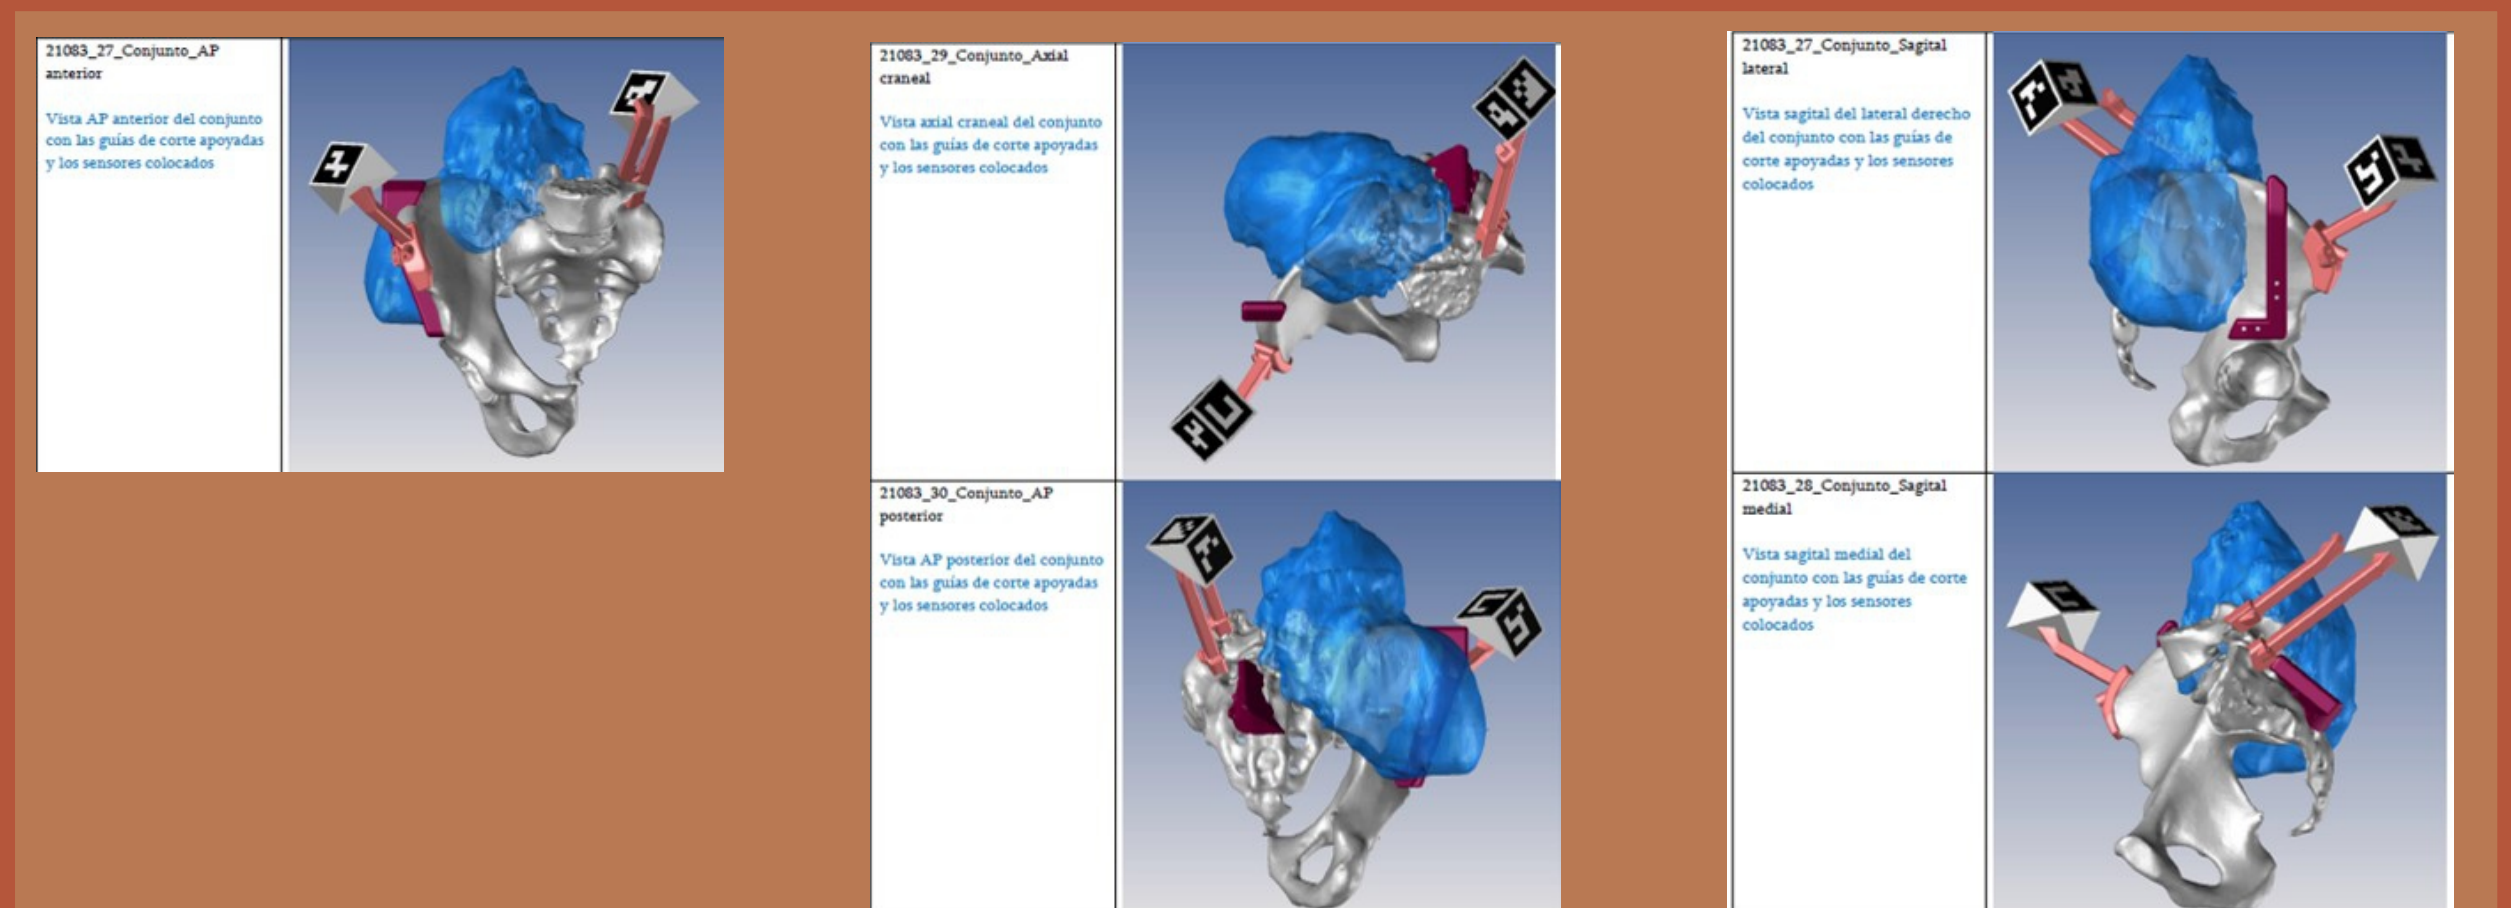 21083_27_Conjunto_AP
anterior
Vista AP anterior del conjunto
con las guías de corte apoyadas
y los sensores colocados
21083_29_Conjunto_Axial
craneal
Vista axial craneal del conjunto
con las guías de corte apoyadas
y los sensores colocados
21083_30_Conjunto_AP
posterior
Vista AP posterior del conjunto
con las guías de corte apoyadas
y los sensores colocados
21083_27_Conjunto_Sagital
lateral
Vista sagital del lateral derecho
del conjunto con las guías de
corte apoyadas y los sensores
colocados
21083_28_Conjunto_Sagital
medial
Vista sagital medial del
conjunto con las guías de corte
apoyadas y los sensores
colocados